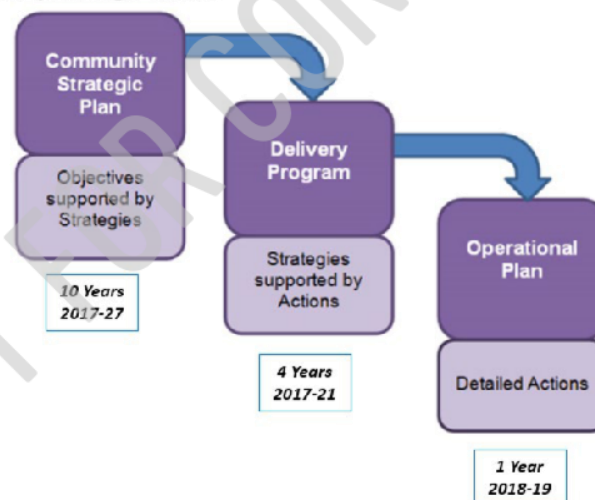 Community
Strategic
Plan
Objectives
supported by
Strategies
10 Years
2017-27
Delivery
Program
Strategies
supported by
Actions
4 Years
2017-21
Operational
Plan
Detailed Actions
1 Year
2018-19
FOR